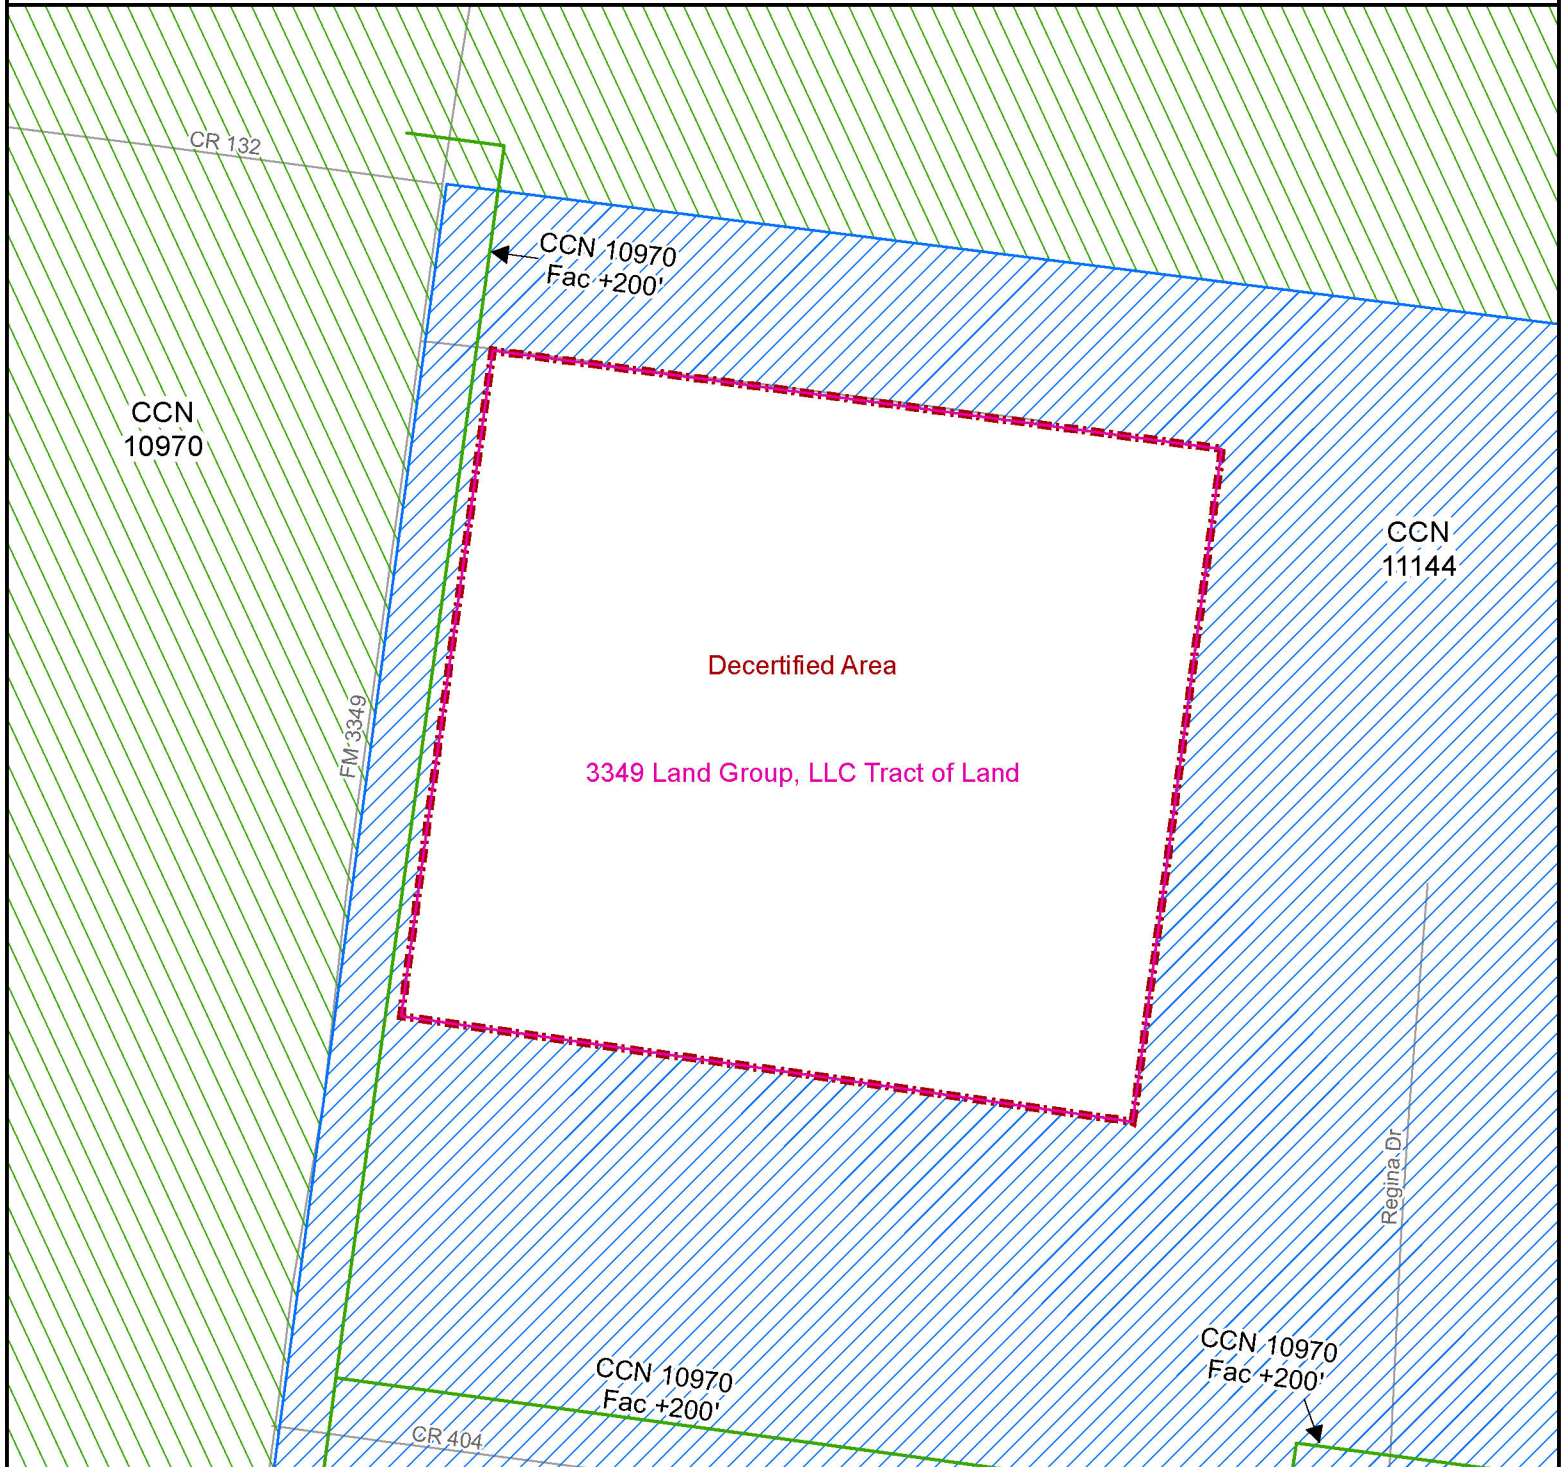 CR 132
CCN 10970
Fac +200'
CCN
10970
CCN
11144
Decertified Area
FM 3349
3349 Land Group, LLC Tract of Land
Regina Dr
CCN 10970
Fac +200'
CCN 10970
Fac +200'
CR 404